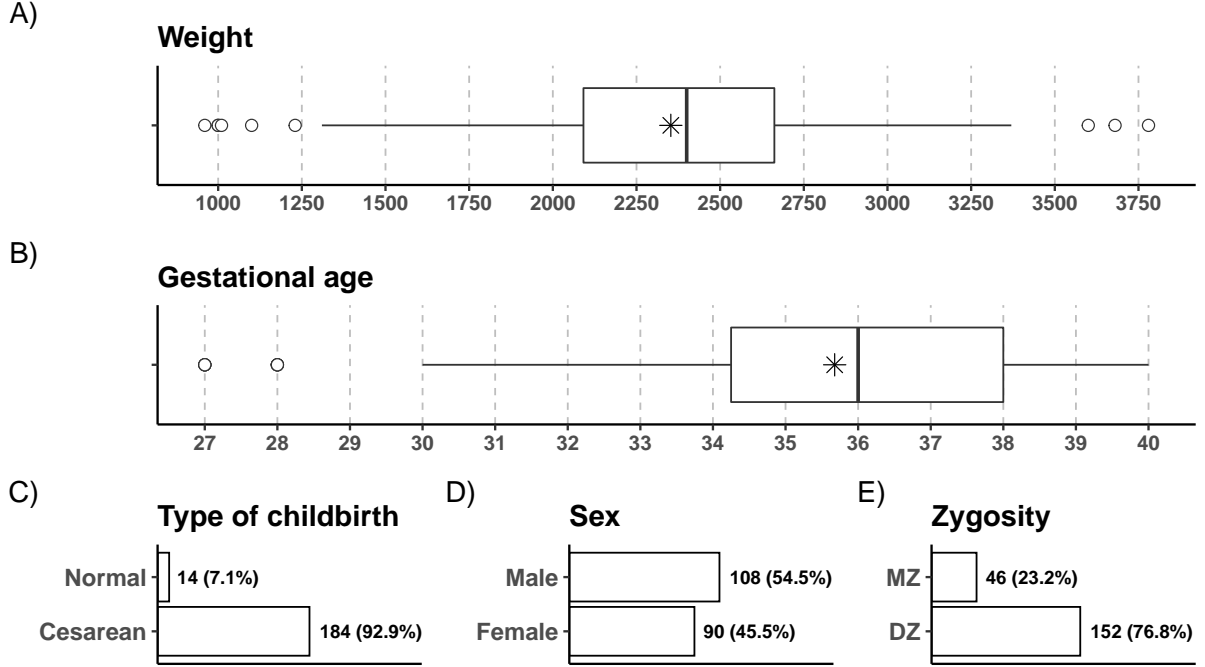 A)
Weight
1000 1250 1500 1750 2000 2250 2500 2750 3000 3250 3500 3750
B)
Gestational age
27 28 29 30 31 32 33 34 35 36 37 38 39 40
C) D) E)
Type of childbirth Sex Zygosity
Normal 14 (7.1%) Male 108 (54.5%) MZ 46 (23.2%)
Cesarean 184 (92.9%) Female 90 (45.5%) DZ 152 (76.8%)